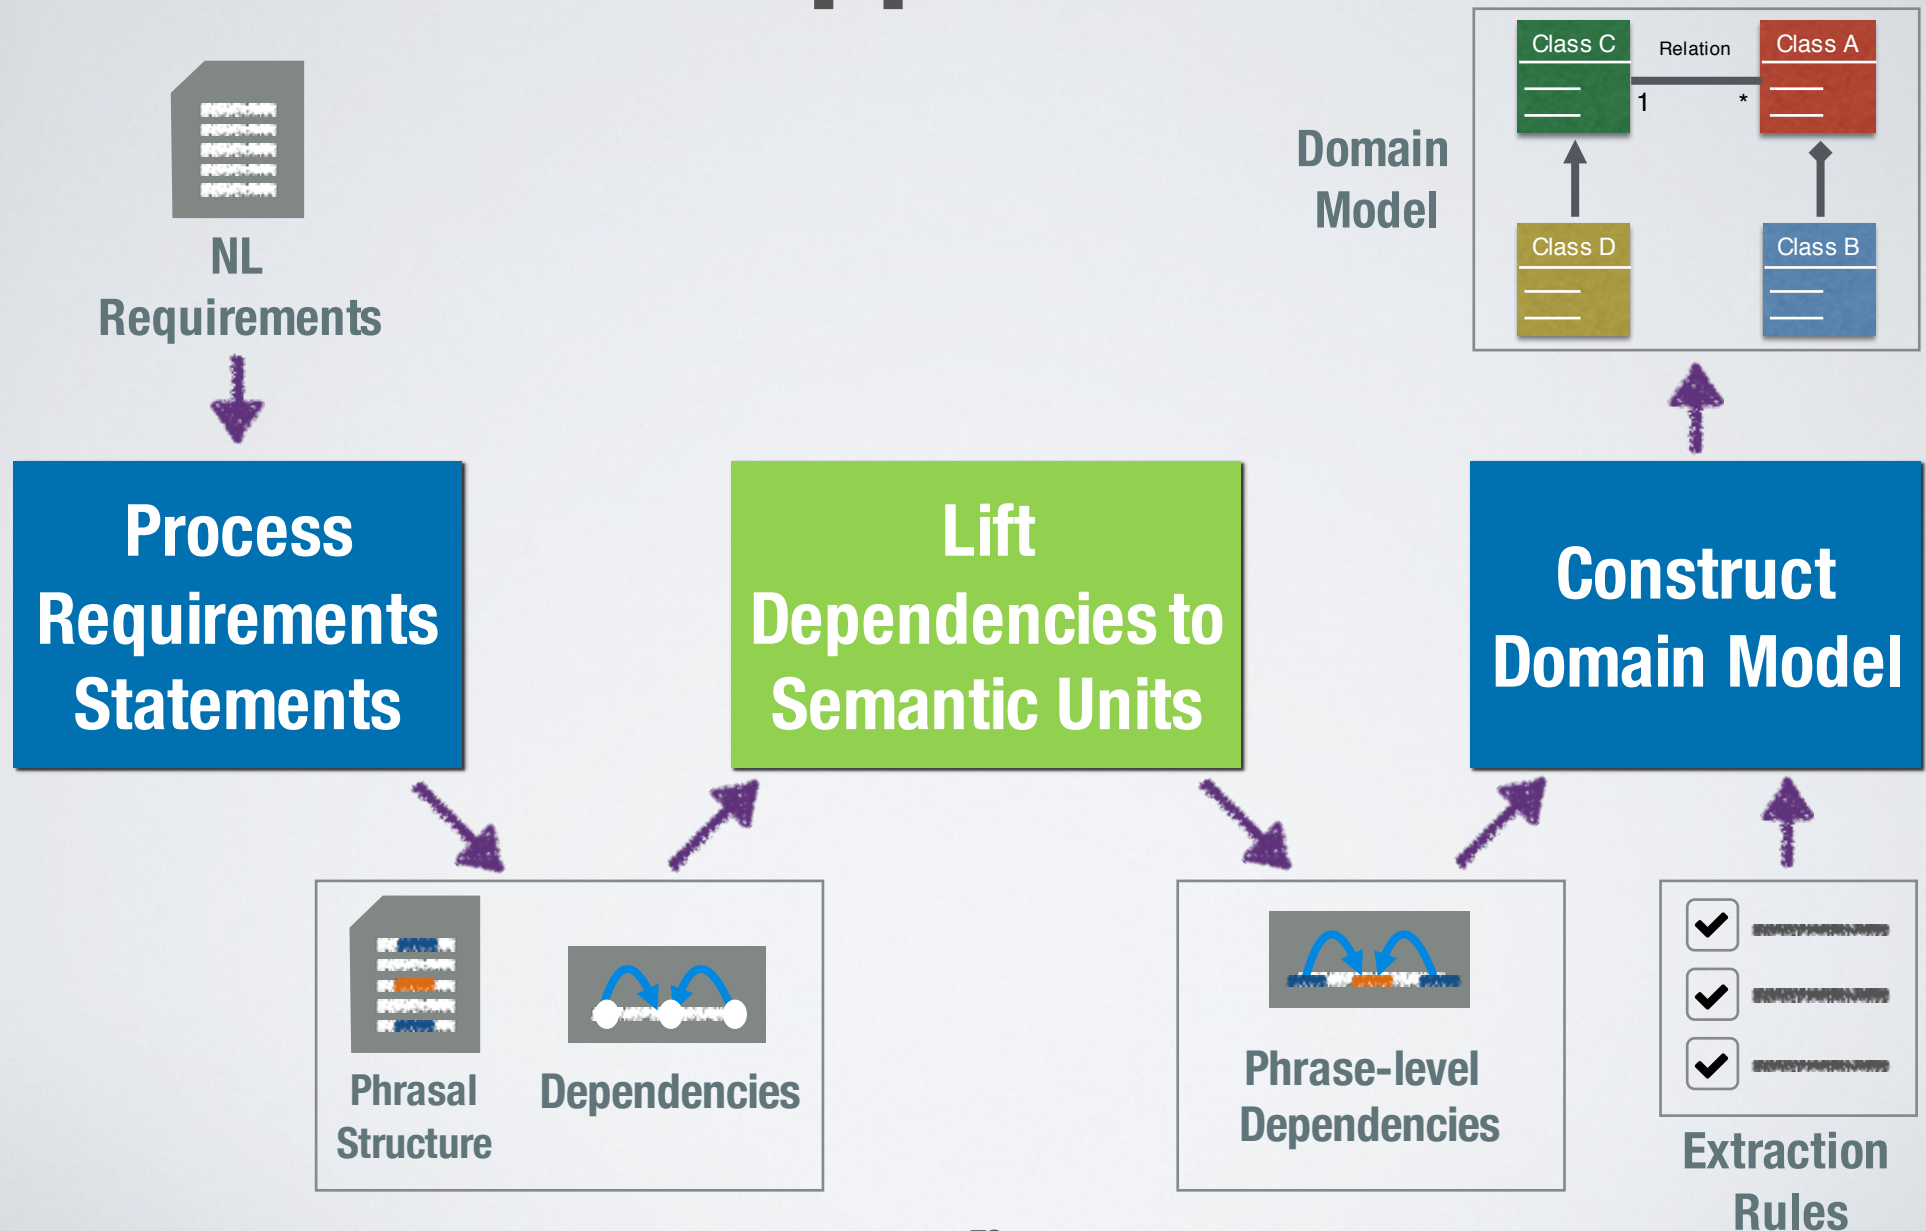 NL
Requirements
Domain
Model
Class C
Relation
Class A
1
*
Class D
Class B
Process
Requirements
Statements
Lift
Dependencies to
Semantic Units
Construct
Domain Model
Phrasal
Structure
Dependencies
Phrase-level
Dependencies
Extraction
Rules